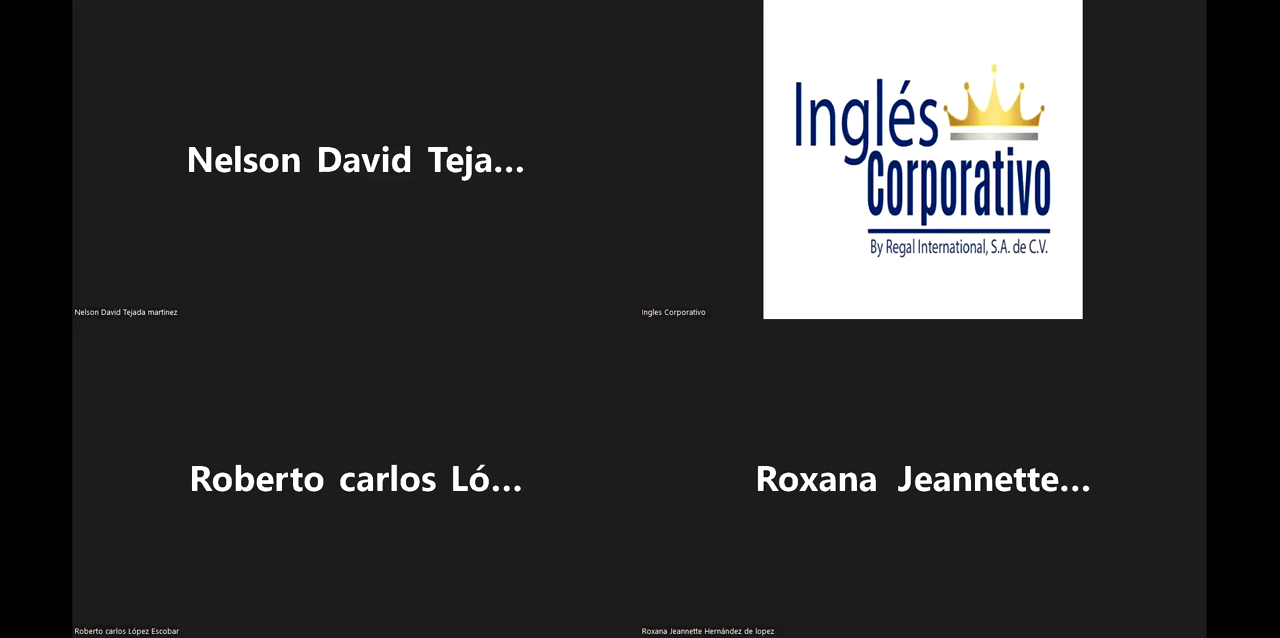 Nelson David Teja...
Nelson David Tejada martinez
Inglés
Corporativo
By Regal International, S.A. de C.V.
Ingles Corporativo
Roberto carlos Ló...
Roberto carlos López Escobar
Roxana Jeannette...
Roxana Jeannette Hernández de lopez